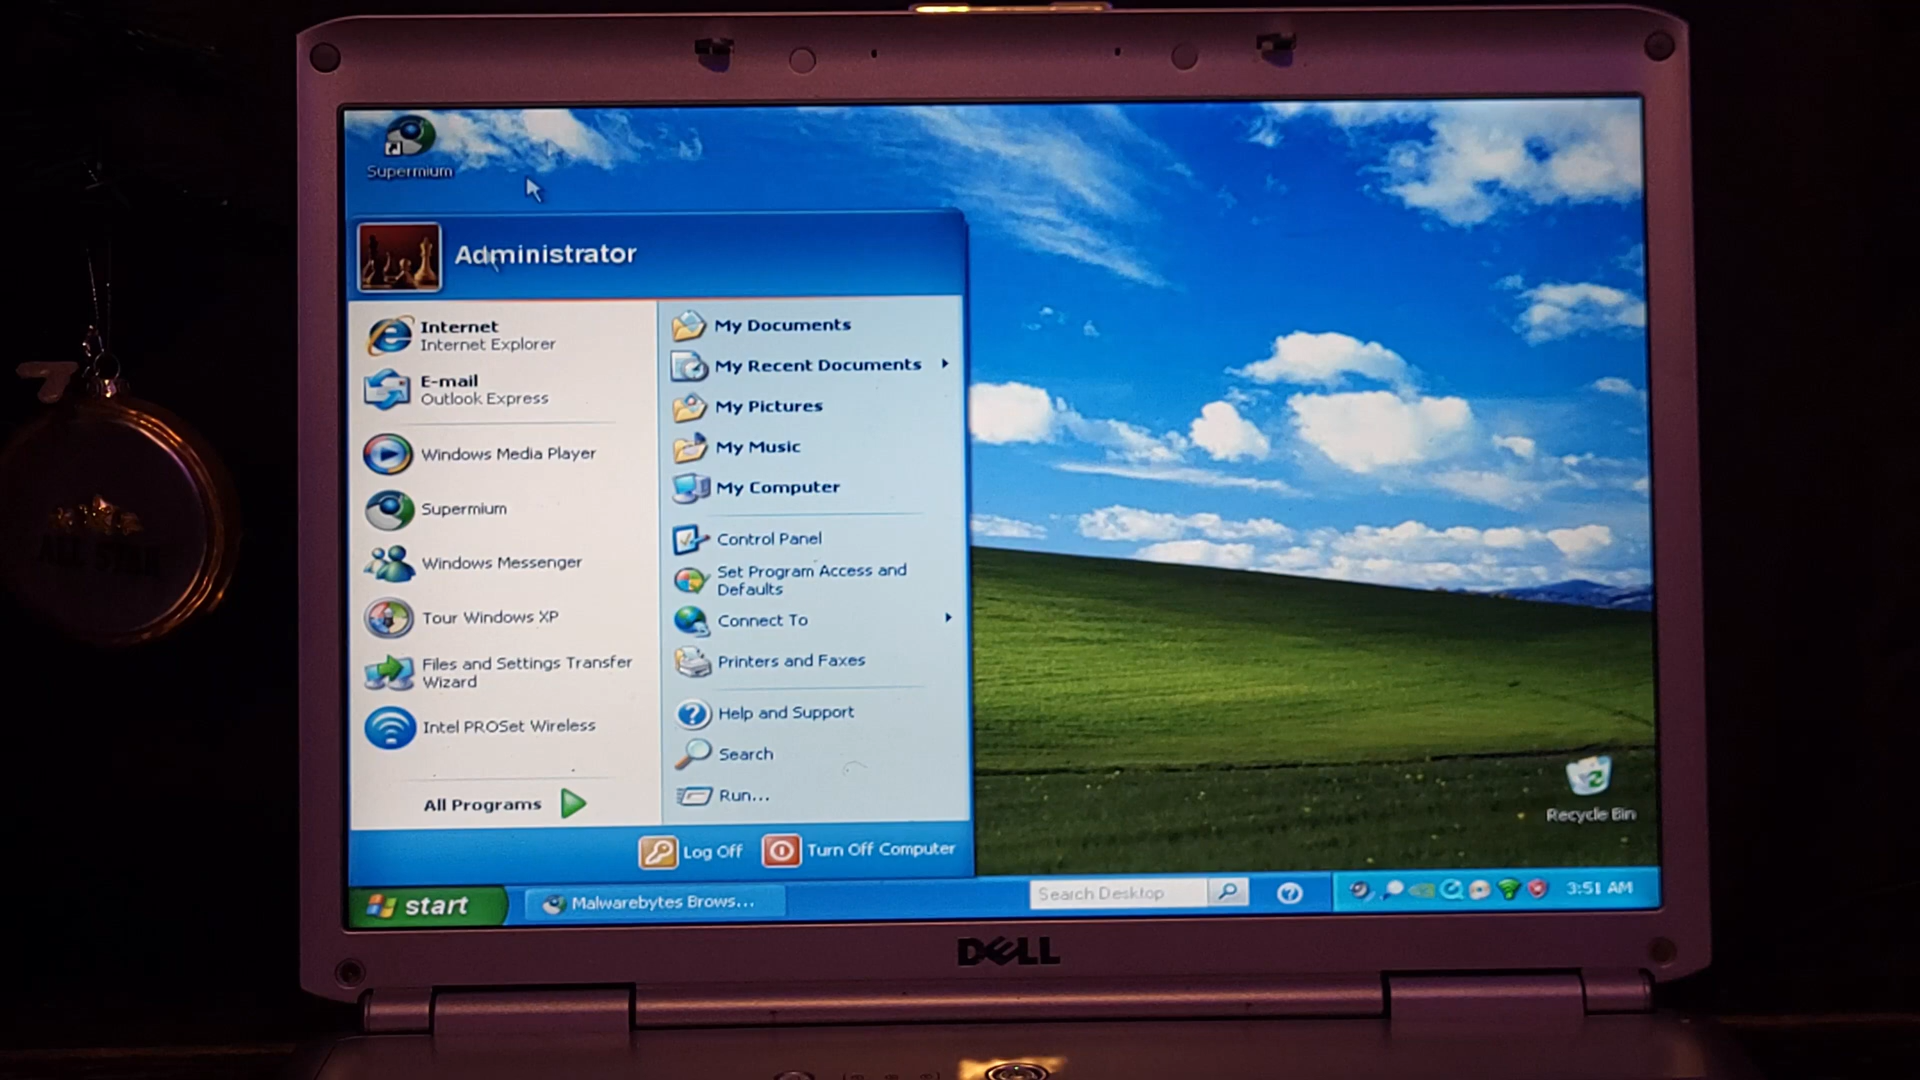 Supermium
Administrator
Internet
Internet Explorer
E-mail
Outlook Express
Windows Media Player
Supermium
Windows Messenger
Tour Windows XP
Files and Settings Transfer
Wizard
Intel PROSet Wireless
All Programs
My Documents
My Recent Documents
My Pictures
My Music
My Computer
Control Panel
Set Program Access and
Defaults
Connect To
Printers and Faxes
Help and Support
Search
Run...
Log Off
Turn Off Computer
Recycle Bin
start
Malwarebytes Brows...
Search Desktop
3:51 AM
DELL
ALL STAR